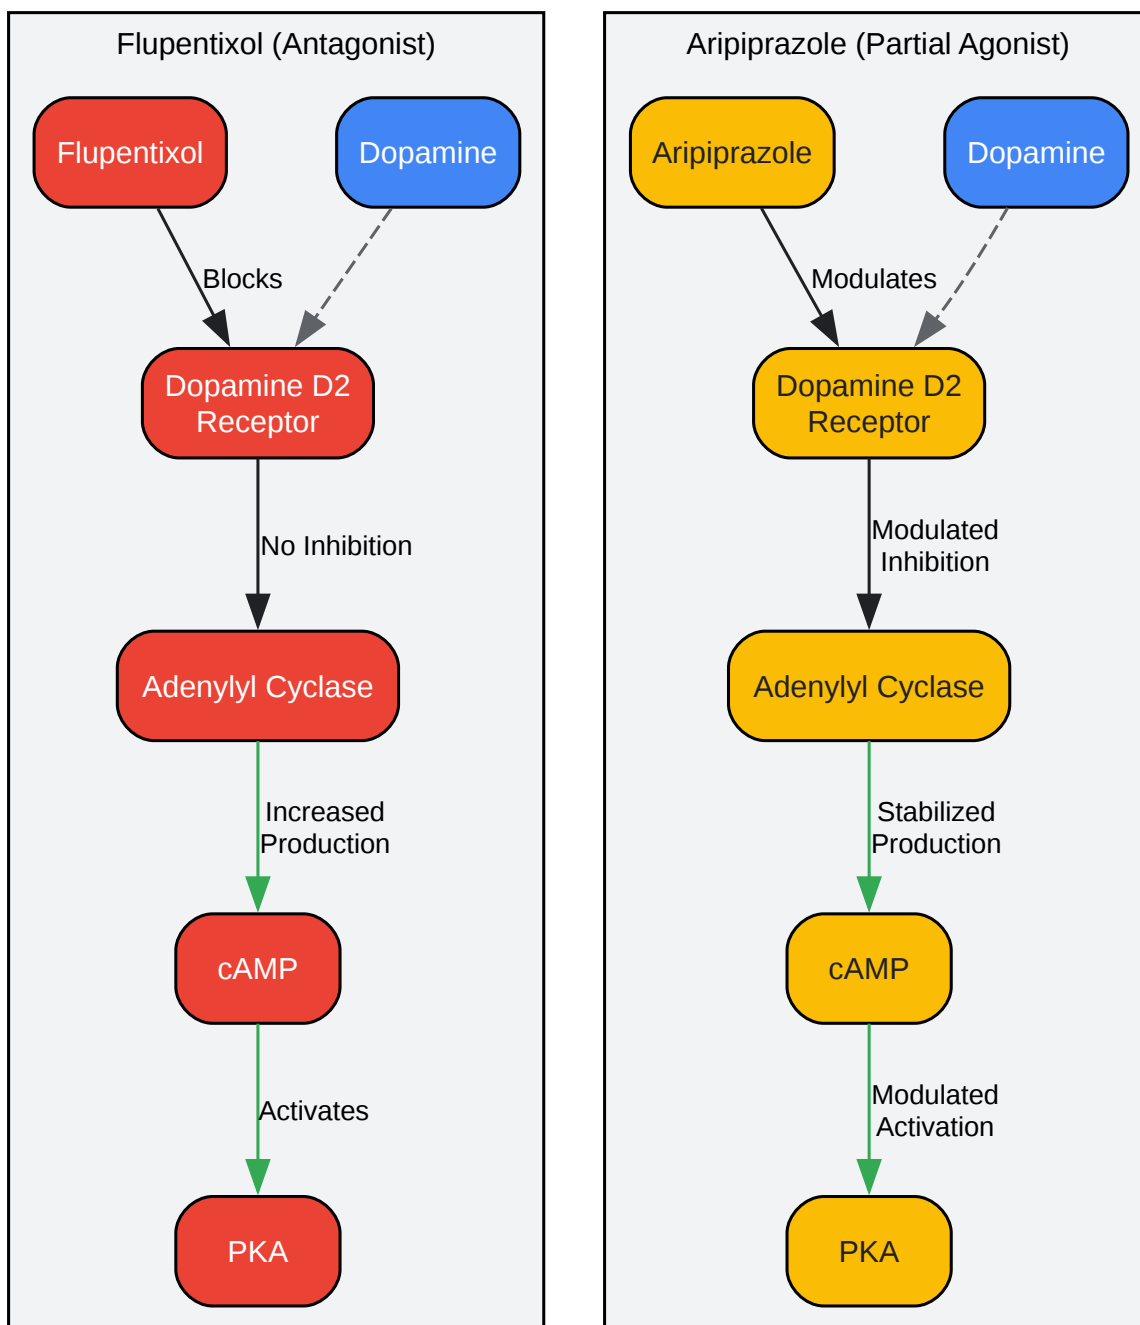 Flupentixol (Antagonist)
Flupentixol
Dopamine
Blocks
Dopamine D2
Receptor
No Inhibition
Adenylyl Cyclase
Increased
Production
cAMP
Activates
PKA
Aripiprazole (Partial Agonist)
Aripiprazole
Dopamine
Modulates
Dopamine D2
Receptor
Modulated
Inhibition
Adenylyl Cyclase
Stabilized
Production
cAMP
Modulated
Activation
PKA